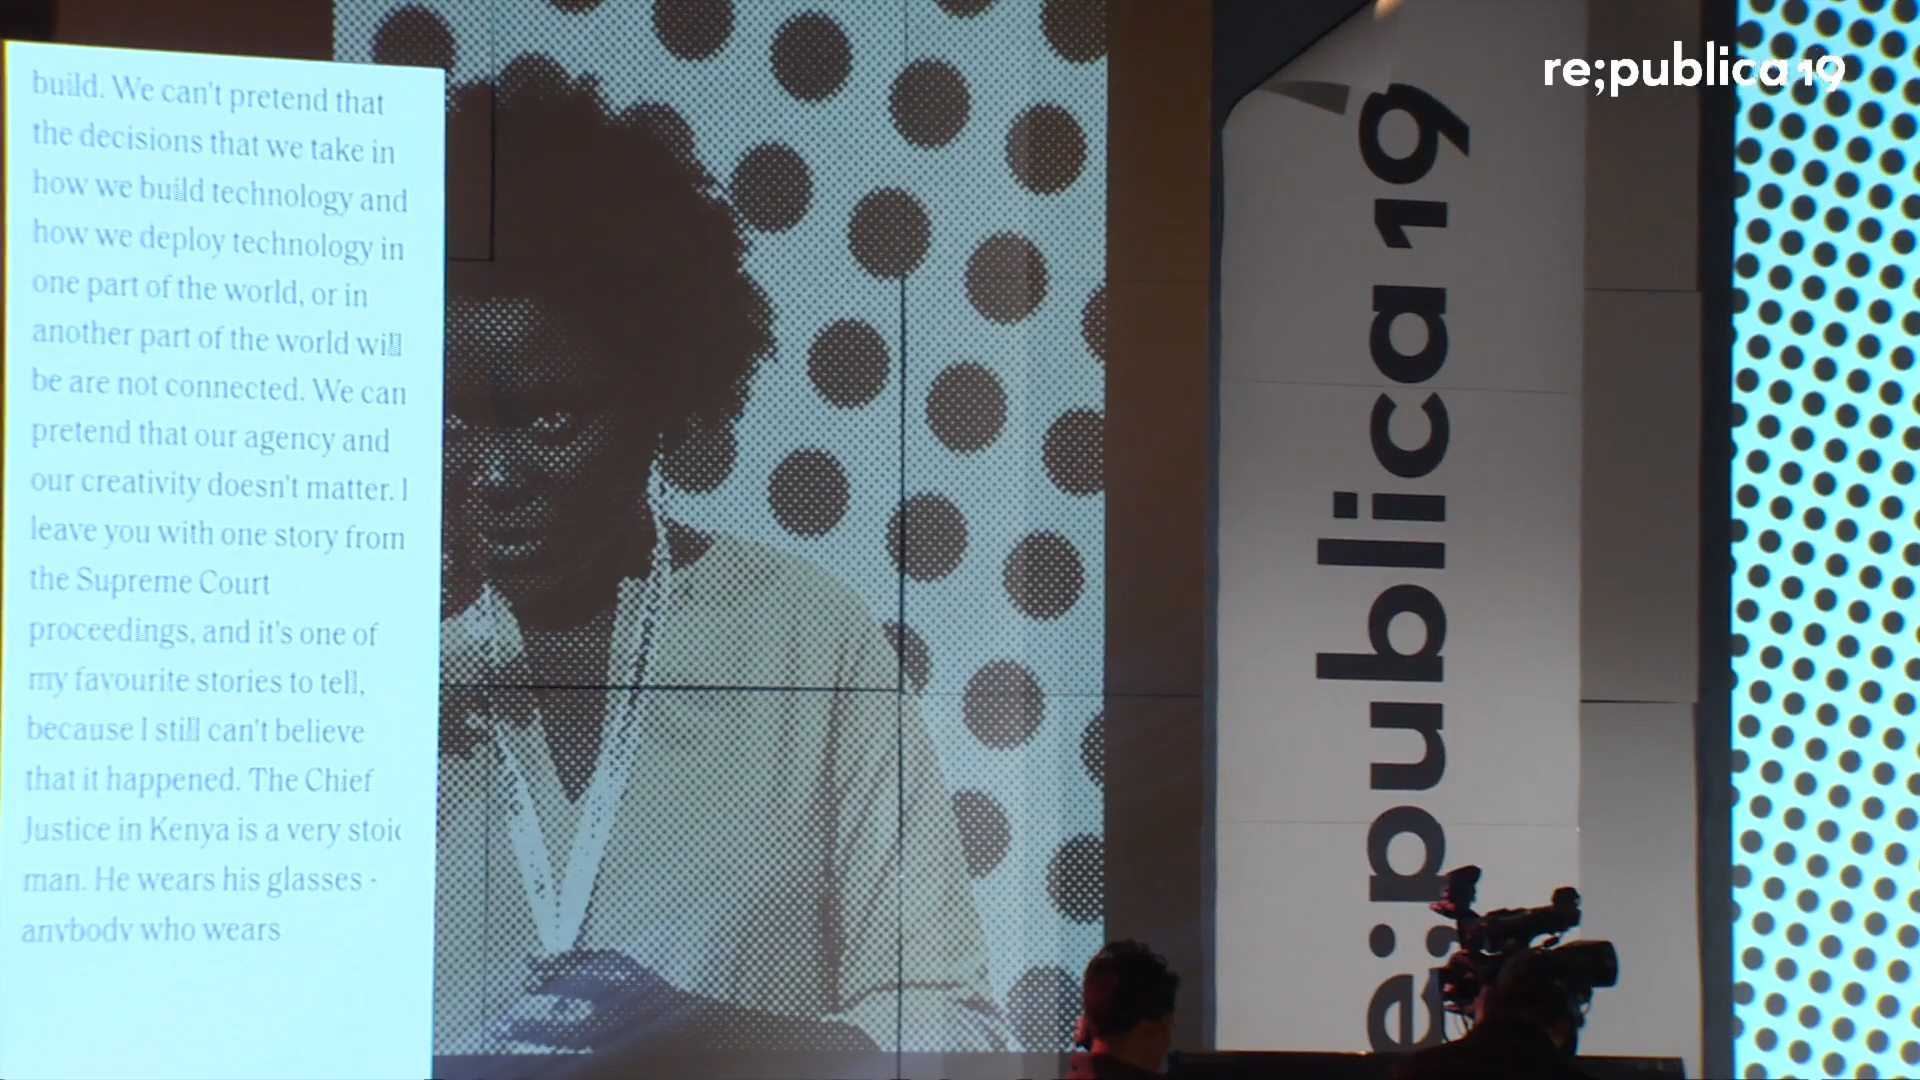 build. We can't pretend that
the decisions that we take in
how we build technology and
how we deploy technology in
one part of the world, or in
another part of the world will
be are not connected. We can
pretend that our agency and
our creativity doesn't matter. I
leave you with one story from
the Supreme Court
proceedings, and it's one of
my favourite stories to tell,
because I still can't believe
that it happened. The Chief
Justice in Kenya is a very stoic
man. He wears his glasses -
anybody who wears
re;publica 19
e;publica 19